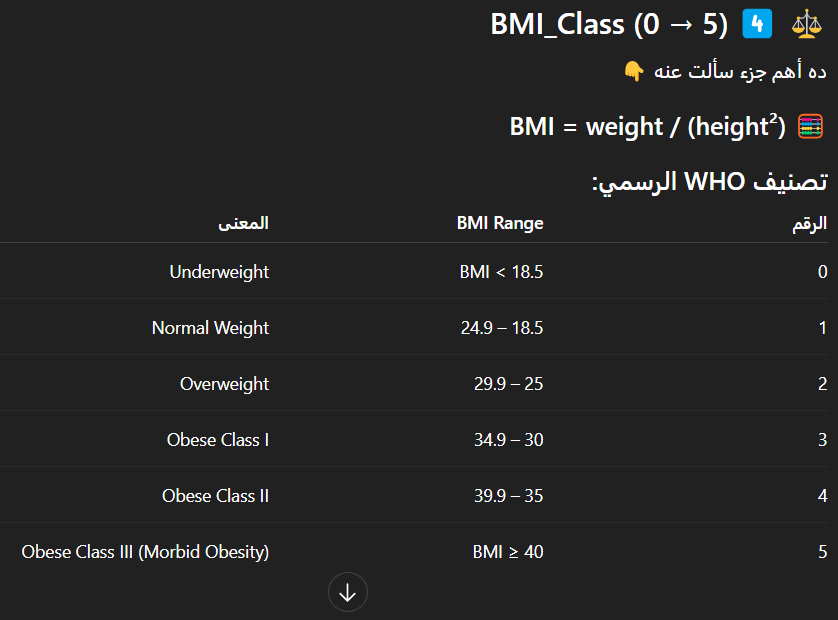 ⚖️ 4️⃣ BMI_Class (0 → 5)
ده أهم جزء سألت عنه 👇
🧮 BMI = weight / (height²)
تصنيف WHO الرسمي:
الرقم BMI Range المعنى
0 BMI < 18.5 Underweight
1 24.9 – 18.5 Normal Weight
2 29.9 – 25 Overweight
3 34.9 – 30 Obese Class I
4 39.9 – 35 Obese Class II
5 BMI ≥ 40 Obese Class III (Morbid Obesity)